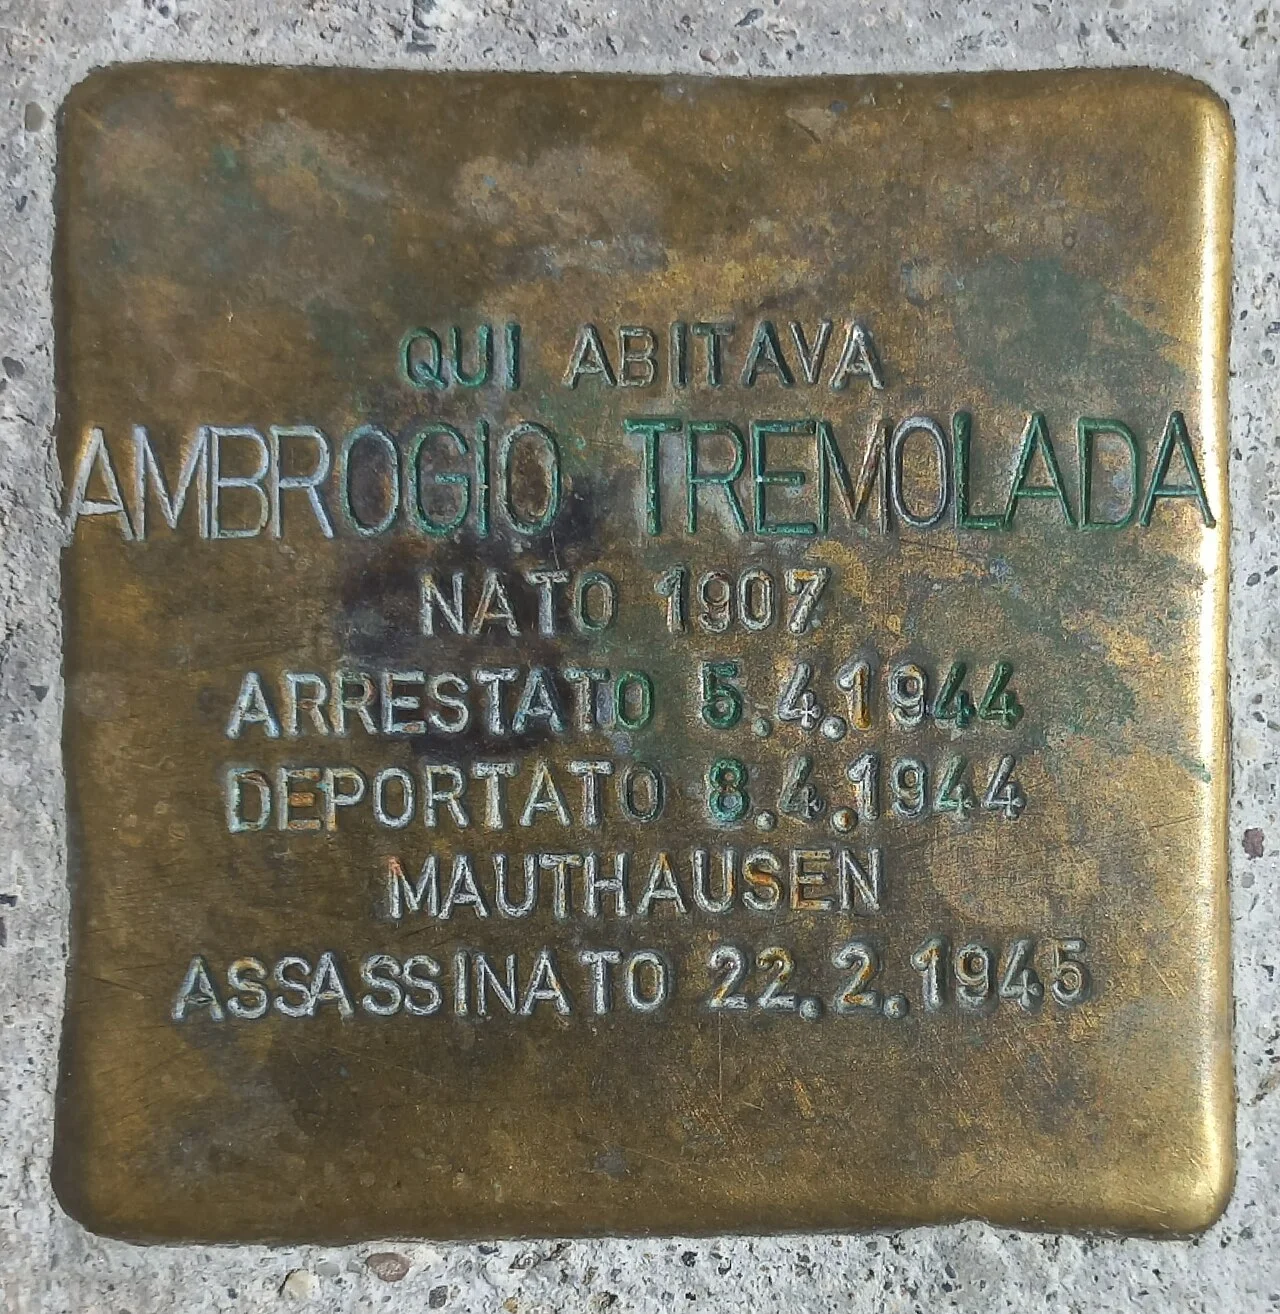 QUI ABITAVA
AMBROGIO TREMOLADA
NATO 1907
ARRESTATO 5.4.1944
DEPORTATO 8.4.1944
MAUTHAUSEN
ASSASSINATO 22.2.1945